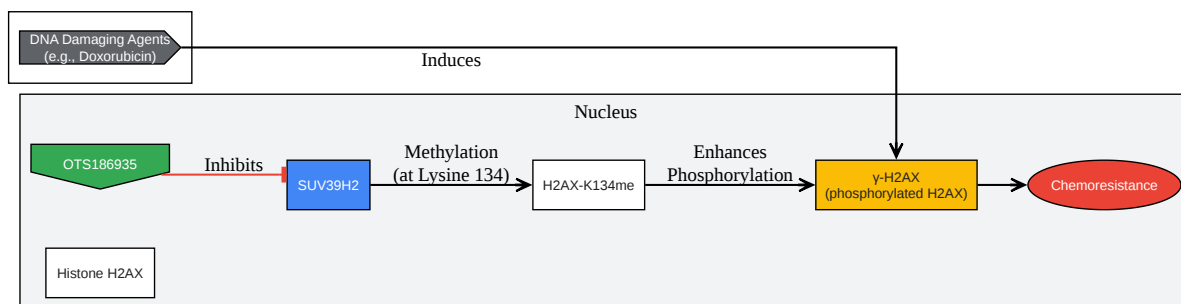 DNA Damaging Agents
(e.g., Doxorubicin)
Induces
Nucleus
OTS186935
Inhibits
SUV39H2
Methylation
(at Lysine 134)
H2AX-K134me
Enhances
Phosphorylation
γ-H2AX
(phosphorylated H2AX)
Chemoresistance
Histone H2AX